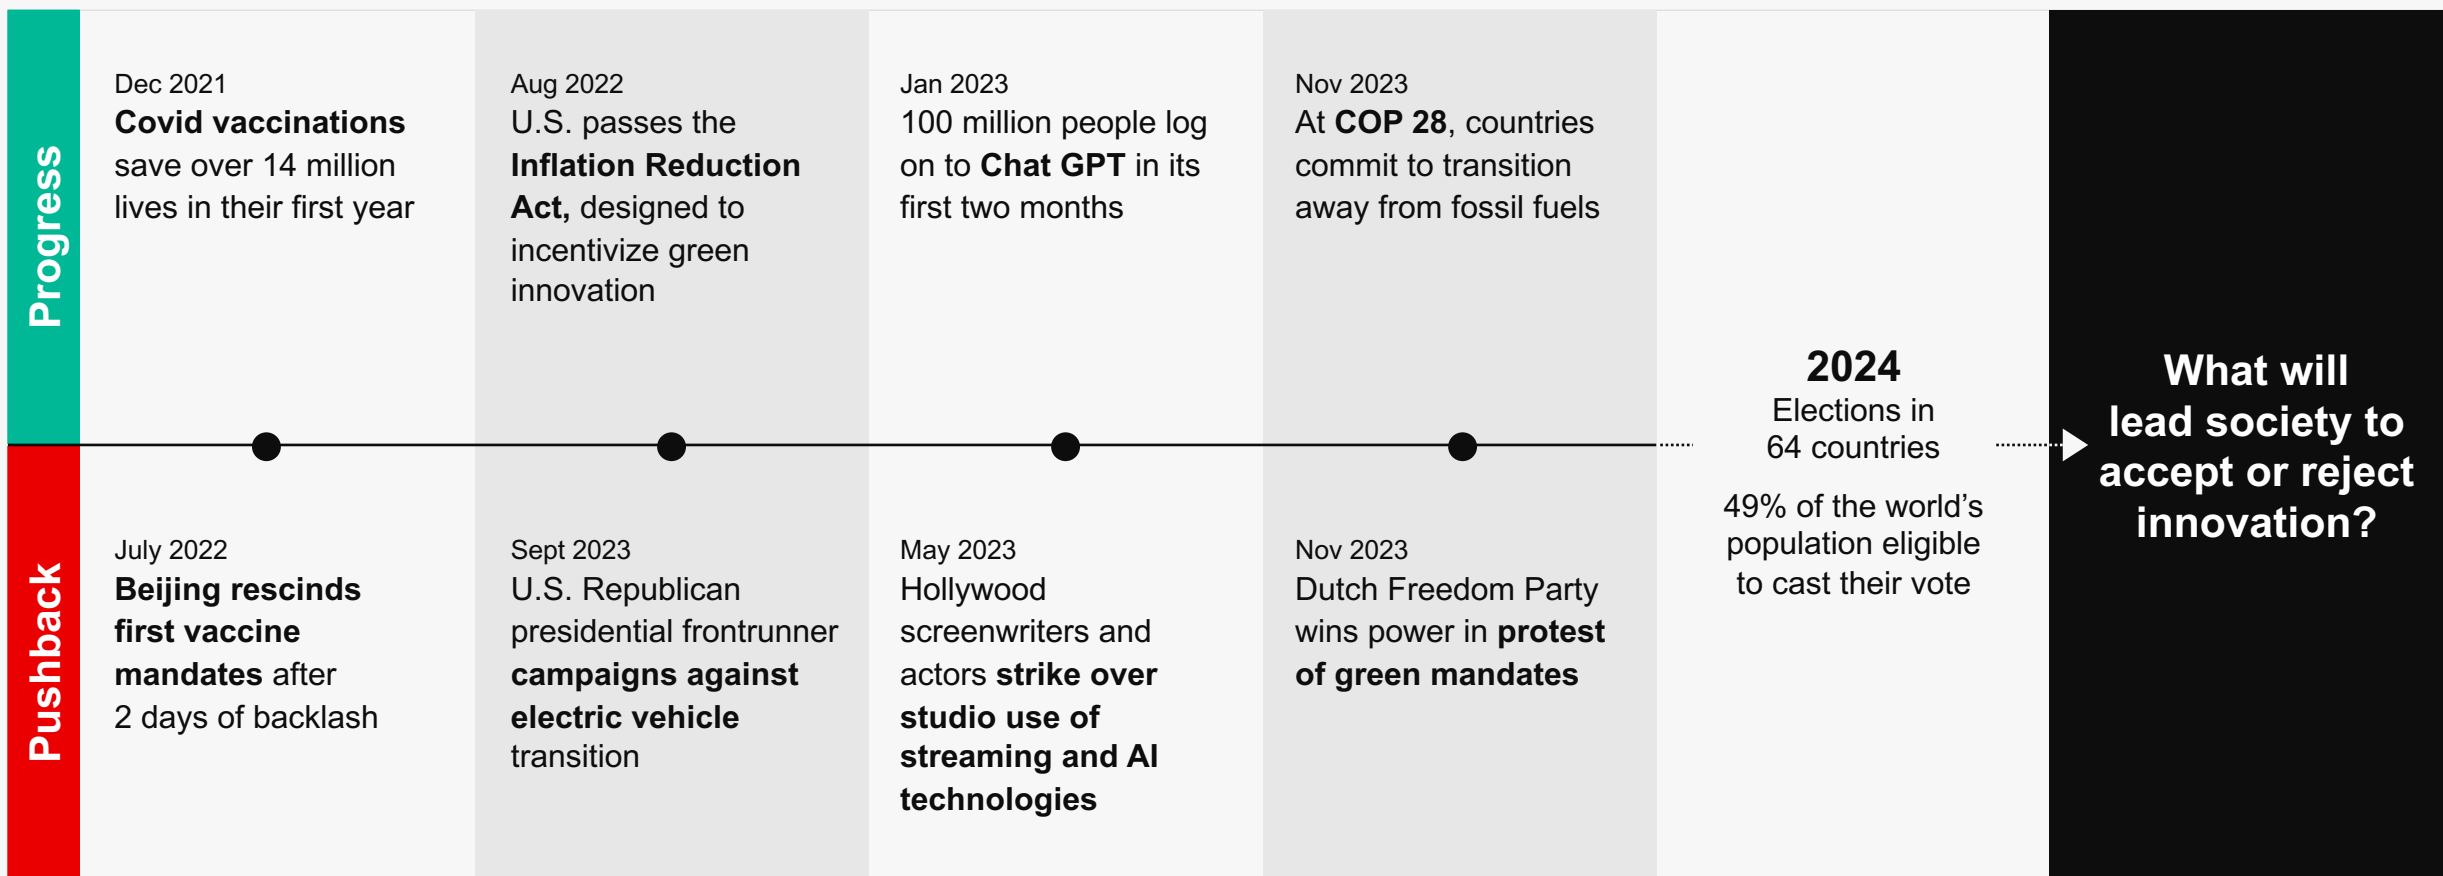 Progress
Dec 2021
Covid vaccinations
save over 14 million
lives in their first year
Aug 2022
U.S. passes the
Inflation Reduction
Act, designed to
incentivize green
innovation
Jan 2023
100 million people log
on to Chat GPT in its
first two months
Nov 2023
At COP 28, countries
commit to transition
away from fossil fuels
Pushback
July 2022
Beijing rescinds
first vaccine
mandates after
2 days of backlash
Sept 2023
U.S. Republican
presidential frontrunner
campaigns against
electric vehicle
transition
May 2023
Hollywood
screenwriters and
actors strike over
studio use of
streaming and AI
technologies
Nov 2023
Dutch Freedom Party
wins power in protest
of green mandates
2024
Elections in
64 countries
49% of the world’s
population eligible
to cast their vote
What will
lead society to
accept or reject
innovation?